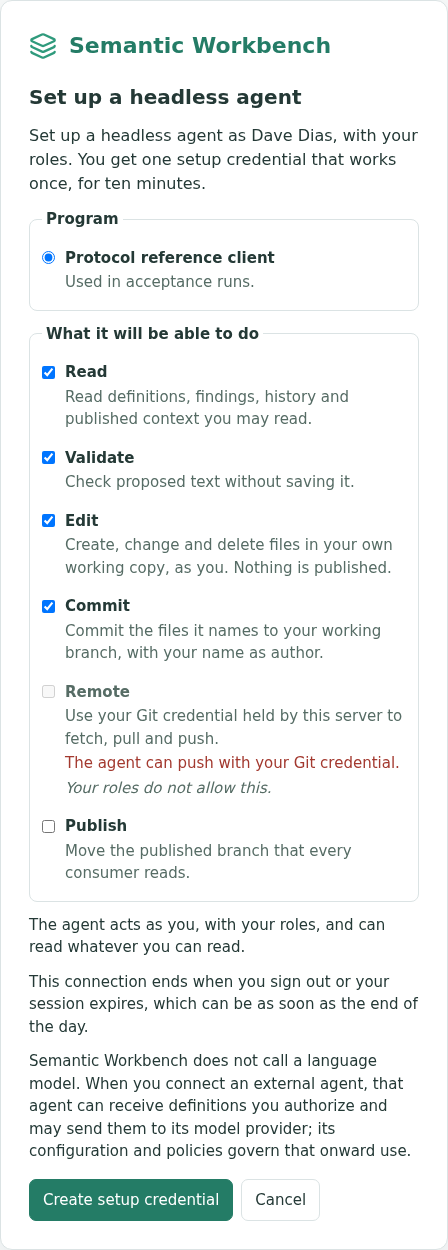 Semantic Workbench
Set up a headless agent
Set up a headless agent as Dave Dias, with your
roles. You get one setup credential that works
once, for ten minutes.
Program
Protocol reference client
Used in acceptance runs.
What it will be able to do
Read
Read definitions, findings, history and
published context you may read.
Validate
Check proposed text without saving it.
Edit
Create, change and delete files in your own
working copy, as you. Nothing is published.
Commit
Commit the files it names to your working
branch, with your name as author.
Remote
Use your Git credential held by this server to
fetch, pull and push.
The agent can push with your Git credential.
Your roles do not allow this.
Publish
Move the published branch that every
consumer reads.
The agent acts as you, with your roles, and can
read whatever you can read.
This connection ends when you sign out or your
session expires, which can be as soon as the end of
the day.
Semantic Workbench does not call a language
model. When you connect an external agent, that
agent can receive definitions you authorize and
may send them to its model provider; its
configuration and policies govern that onward use.
Create setup credential
Cancel